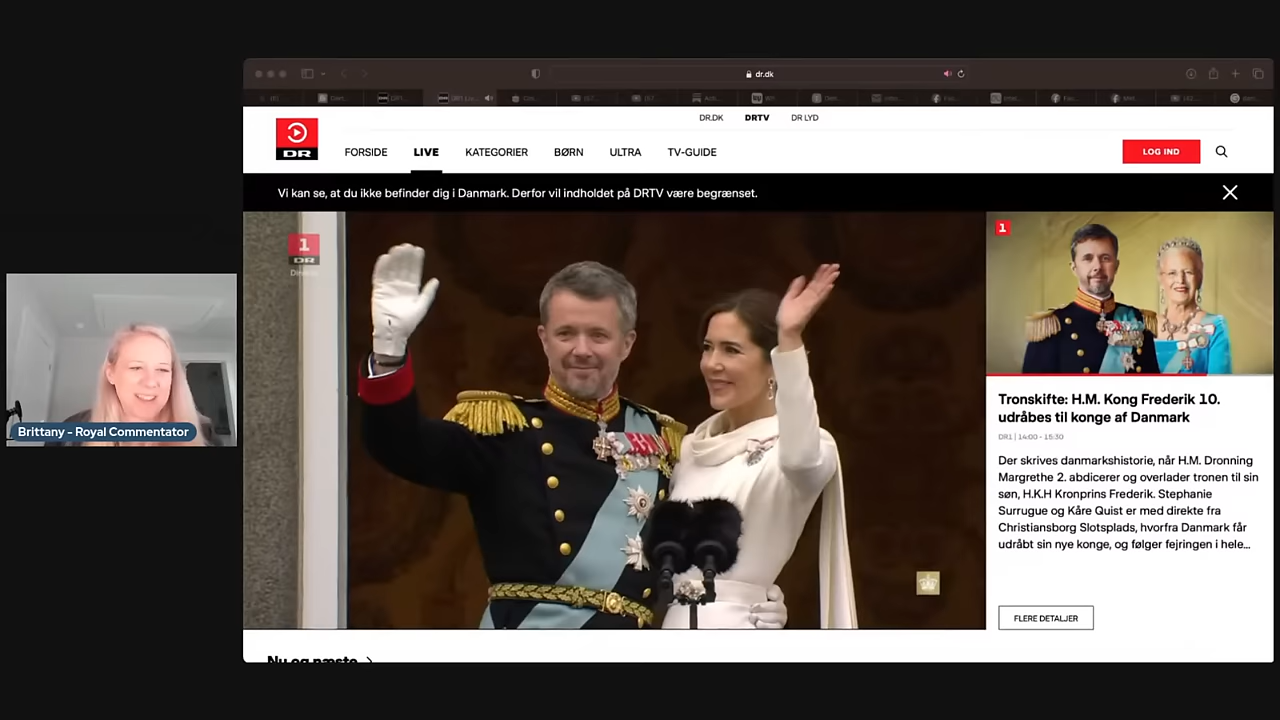 dr.dk
DR.DK
DRTV
DR LYD
DR
FORSIDE
LIVE
KATEGORIER
BØRN
ULTRA
TV-GUIDE
LOG IND
Vi kan se, at du ikke befinder dig i Danmark. Derfor vil indholdet på DRTV være begrænset.
1
DR
1
Tronskifte: H.M. Kong Frederik 10.
udråbes til konge af Danmark
DR1 | 14:00 - 15:30
Der skrives danmarkshistorie, når H.M. Dronning
Margrethe 2. abdicerer og overlader tronen til sin
søn, H.K.H Kronprins Frederik. Stephanie
Surrugue og Kåre Quist er med direkte fra
Christiansborg Slotsplads, hvorfra Danmark får
udråbt sin nye konge, og følger fejringen i hele...
FLERE DETALJER
Brittany - Royal Commentator
Nu og næste